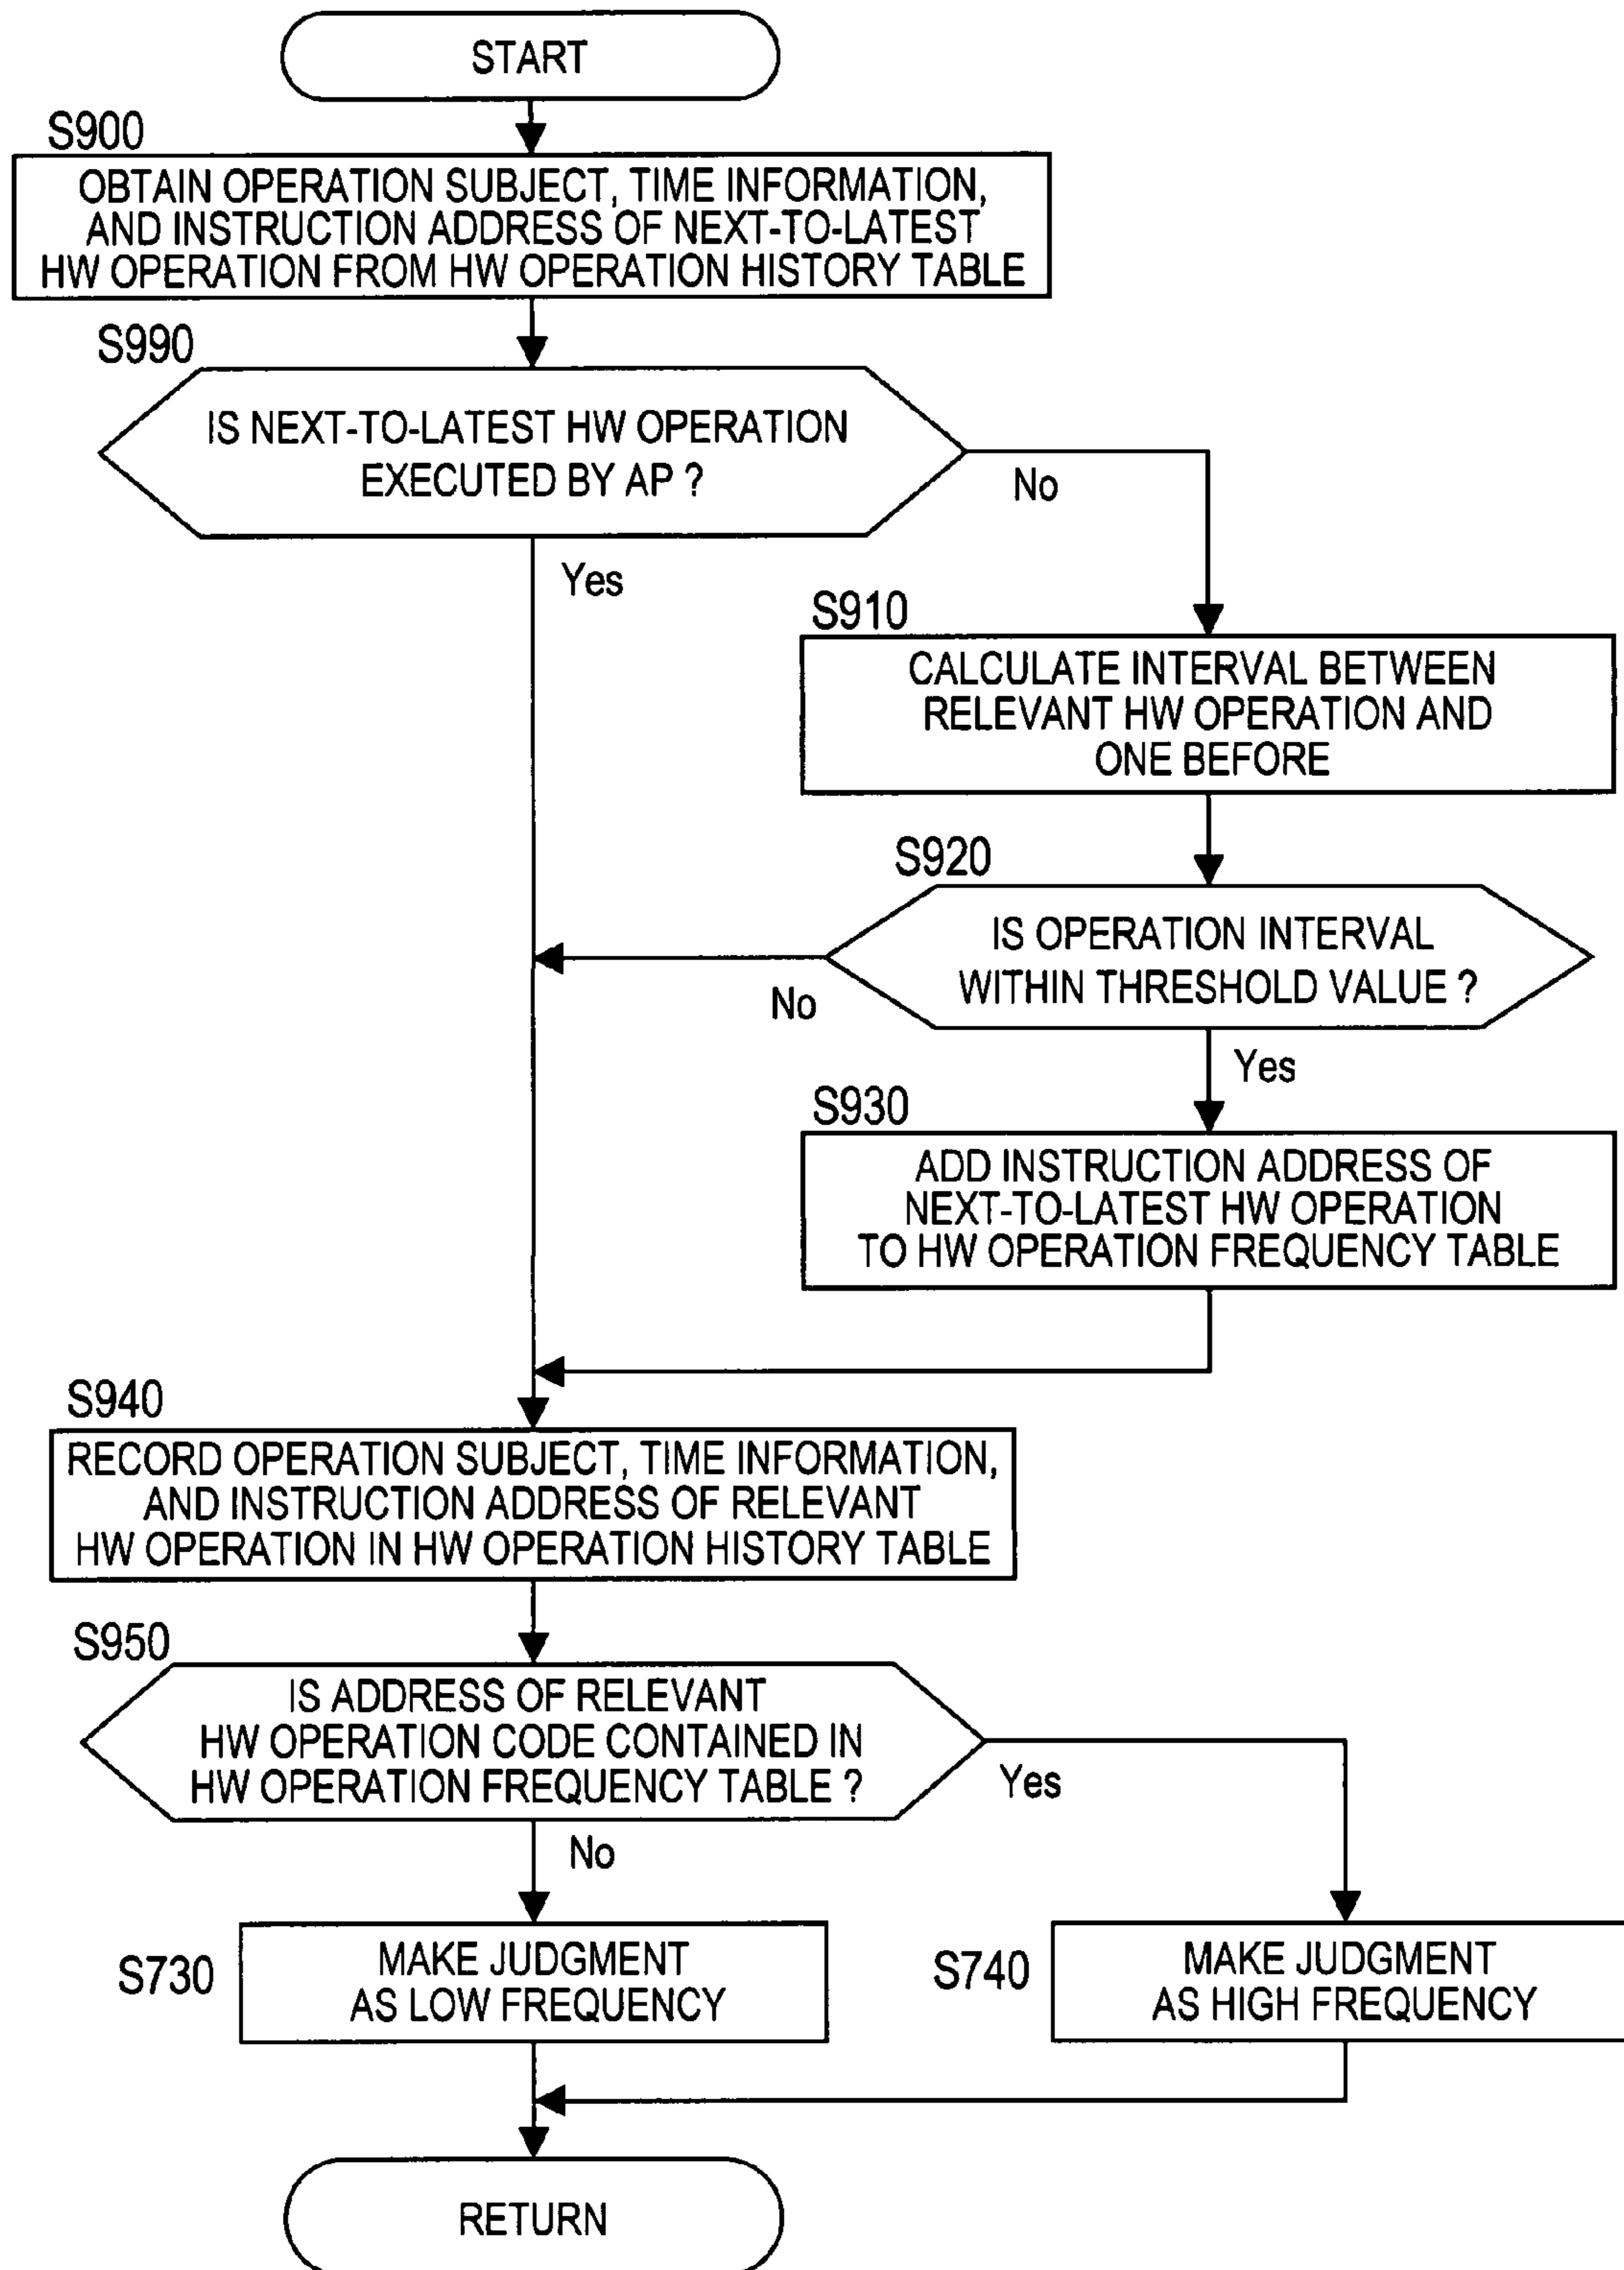 START
S900
OBTAIN OPERATION SUBJECT, TIME INFORMATION,
AND INSTRUCTION ADDRESS OF NEXT-TO-LATEST
HW OPERATION FROM HW OPERATION HISTORY TABLE
S990
IS NEXT-TO-LATEST HW OPERATION
EXECUTED BY AP ?
No
Yes
S910
CALCULATE INTERVAL BETWEEN
RELEVANT HW OPERATION AND
ONE BEFORE
S920
IS OPERATION INTERVAL
WITHIN THRESHOLD VALUE ?
No
Yes
S930
ADD INSTRUCTION ADDRESS OF
NEXT-TO-LATEST HW OPERATION
TO HW OPERATION FREQUENCY TABLE
S940
RECORD OPERATION SUBJECT, TIME INFORMATION,
AND INSTRUCTION ADDRESS OF RELEVANT
HW OPERATION IN HW OPERATION HISTORY TABLE
S950
IS ADDRESS OF RELEVANT
HW OPERATION CODE CONTAINED IN
HW OPERATION FREQUENCY TABLE ?
Yes
No
S730
MAKE JUDGMENT
AS LOW FREQUENCY
S740
MAKE JUDGMENT
AS HIGH FREQUENCY
RETURN